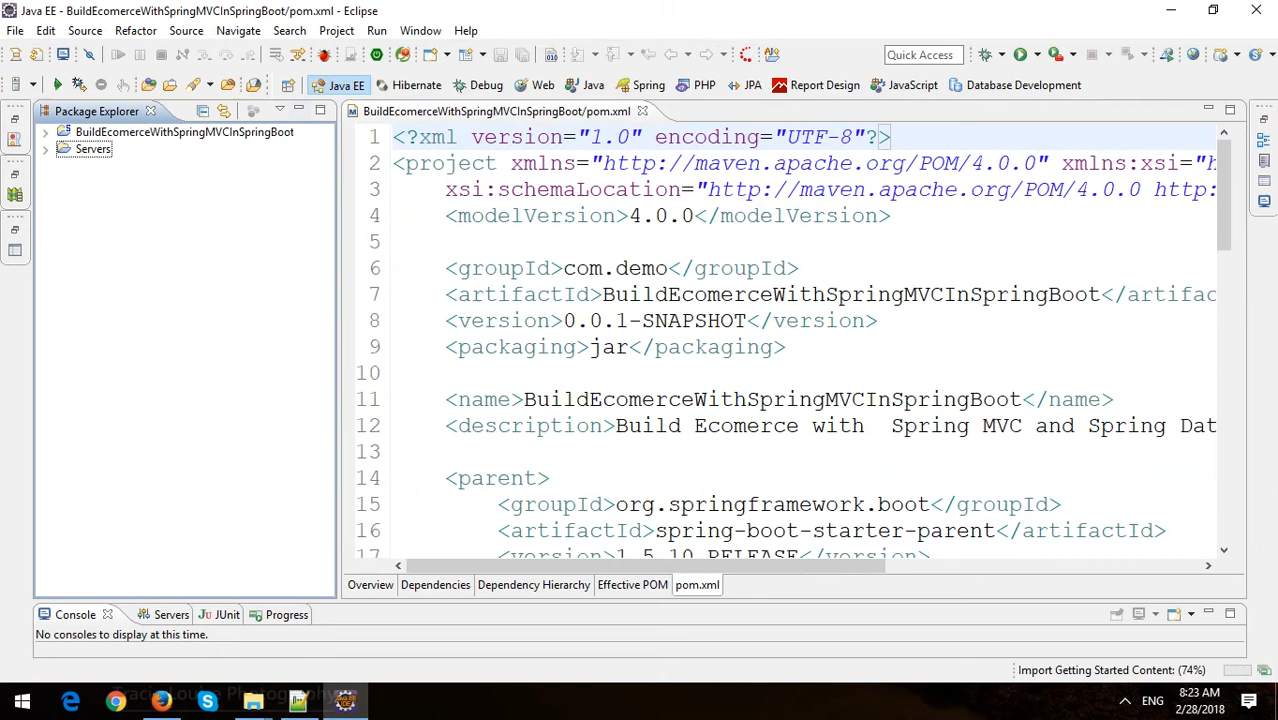 Java EE - BuildEcomerceWithSpringMVCInSpringBoot/pom.xml - Eclipse
File Edit Source Refactor Source Navigate Search Project Run Window Help
Quick Access
Java EE Hibernate Debug Web Java Spring PHP JPA Report Design JavaScript Database Development
Package Explorer
BuildEcomerceWithSpringMVCInSpringBoot/pom.xml
BuildEcomerceWithSpringMVCInSpringBoot
Servers
1 <?xml version="1.0" encoding="UTF-8"?>
2 <project xmlns="http://maven.apache.org/POM/4.0.0" xmlns:xsi="h
3 xsi:schemaLocation="http://maven.apache.org/POM/4.0.0 http:
4 <modelVersion>4.0.0</modelVersion>
5
6 <groupId>com.demo</groupId>
7 <artifactId>BuildEcomerceWithSpringMVCInSpringBoot</artifac
8 <version>0.0.1-SNAPSHOT</version>
9 <packaging>jar</packaging>
10
11 <name>BuildEcomerceWithSpringMVCInSpringBoot</name>
12 <description>Build Ecomerce with  Spring MVC and Spring Dat
13
14 <parent>
15 <groupId>org.springframework.boot</groupId>
16 <artifactId>spring-boot-starter-parent</artifactId>
17 <version>1.5.10.RELEASE</version>
Overview Dependencies Dependency Hierarchy Effective POM pom.xml
Console Servers JUnit Progress
No consoles to display at this time.
Import Getting Started Content: (74%)
ENG
8:23 AM
2/28/2018